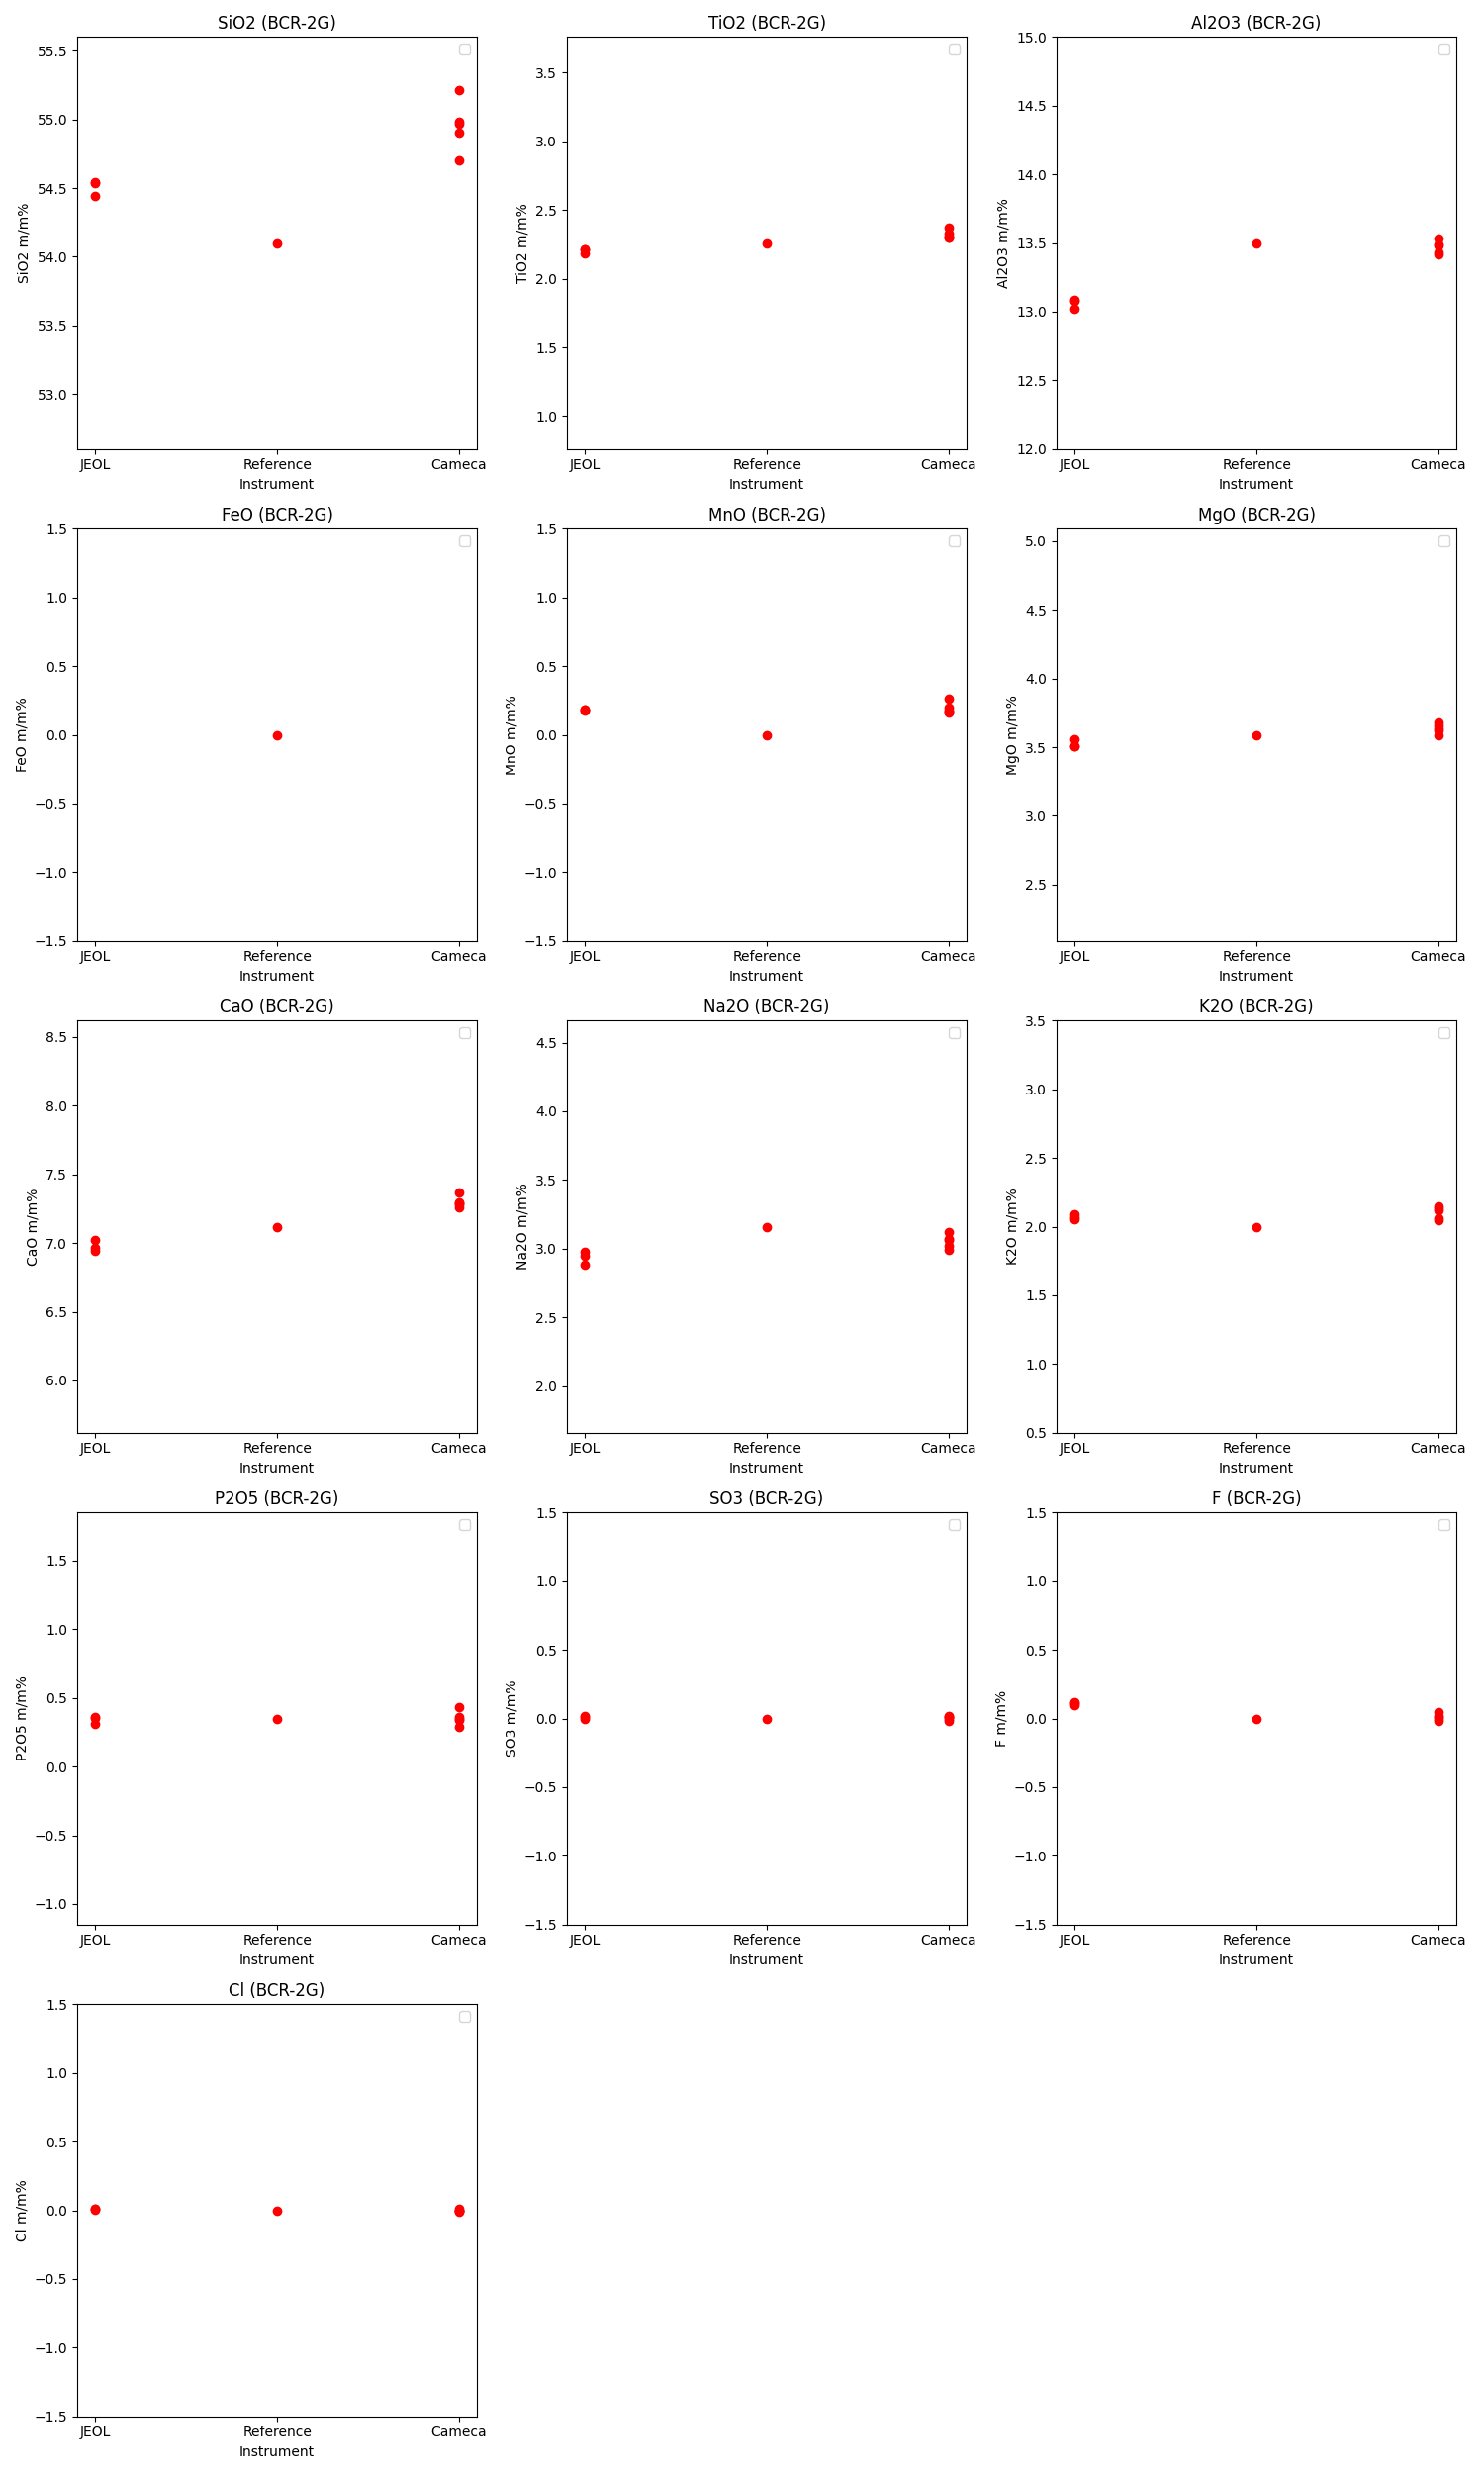 SiO2 (BCR-2G)
55.5
55.0
54.5
54.0
53.5
53.0
SiO2 m/m%
JEOL Reference Cameca
Instrument
TiO2 (BCR-2G)
3.5
3.0
2.5
2.0
1.5
1.0
TiO2 m/m%
JEOL Reference Cameca
Instrument
Al2O3 (BCR-2G)
15.0
14.5
14.0
13.5
13.0
12.5
12.0
Al2O3 m/m%
JEOL Reference Cameca
Instrument
FeO (BCR-2G)
1.5
1.0
0.5
0.0
−0.5
−1.0
−1.5
FeO m/m%
JEOL Reference Cameca
Instrument
MnO (BCR-2G)
1.5
1.0
0.5
0.0
−0.5
−1.0
−1.5
MnO m/m%
JEOL Reference Cameca
Instrument
MgO (BCR-2G)
5.0
4.5
4.0
3.5
3.0
2.5
MgO m/m%
JEOL Reference Cameca
Instrument
CaO (BCR-2G)
8.5
8.0
7.5
7.0
6.5
6.0
CaO m/m%
JEOL Reference Cameca
Instrument
Na2O (BCR-2G)
4.5
4.0
3.5
3.0
2.5
2.0
Na2O m/m%
JEOL Reference Cameca
Instrument
K2O (BCR-2G)
3.5
3.0
2.5
2.0
1.5
1.0
0.5
K2O m/m%
JEOL Reference Cameca
Instrument
P2O5 (BCR-2G)
1.5
1.0
0.5
0.0
−0.5
−1.0
P2O5 m/m%
JEOL Reference Cameca
Instrument
SO3 (BCR-2G)
1.5
1.0
0.5
0.0
−0.5
−1.0
−1.5
SO3 m/m%
JEOL Reference Cameca
Instrument
F (BCR-2G)
1.5
1.0
0.5
0.0
−0.5
−1.0
−1.5
F m/m%
JEOL Reference Cameca
Instrument
Cl (BCR-2G)
1.5
1.0
0.5
0.0
−0.5
−1.0
−1.5
Cl m/m%
JEOL Reference Cameca
Instrument